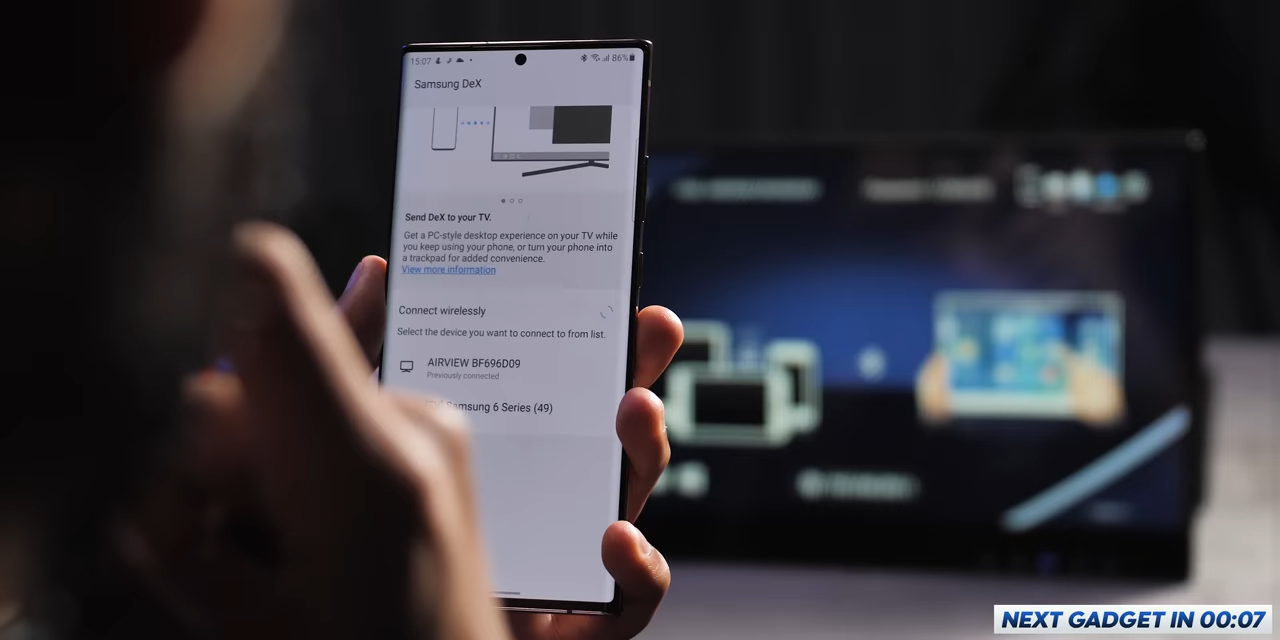 15:07
86%
Samsung DeX
Send DeX to your TV.
Get a PC-style desktop experience on your TV while
you keep using your phone, or turn your phone into
a trackpad for added convenience.
View more information
Connect wirelessly
Select the device you want to connect to from list.
AIRVIEW BF696D09
Previously connected
Samsung 6 Series (49)
NEXT GADGET IN 00:07